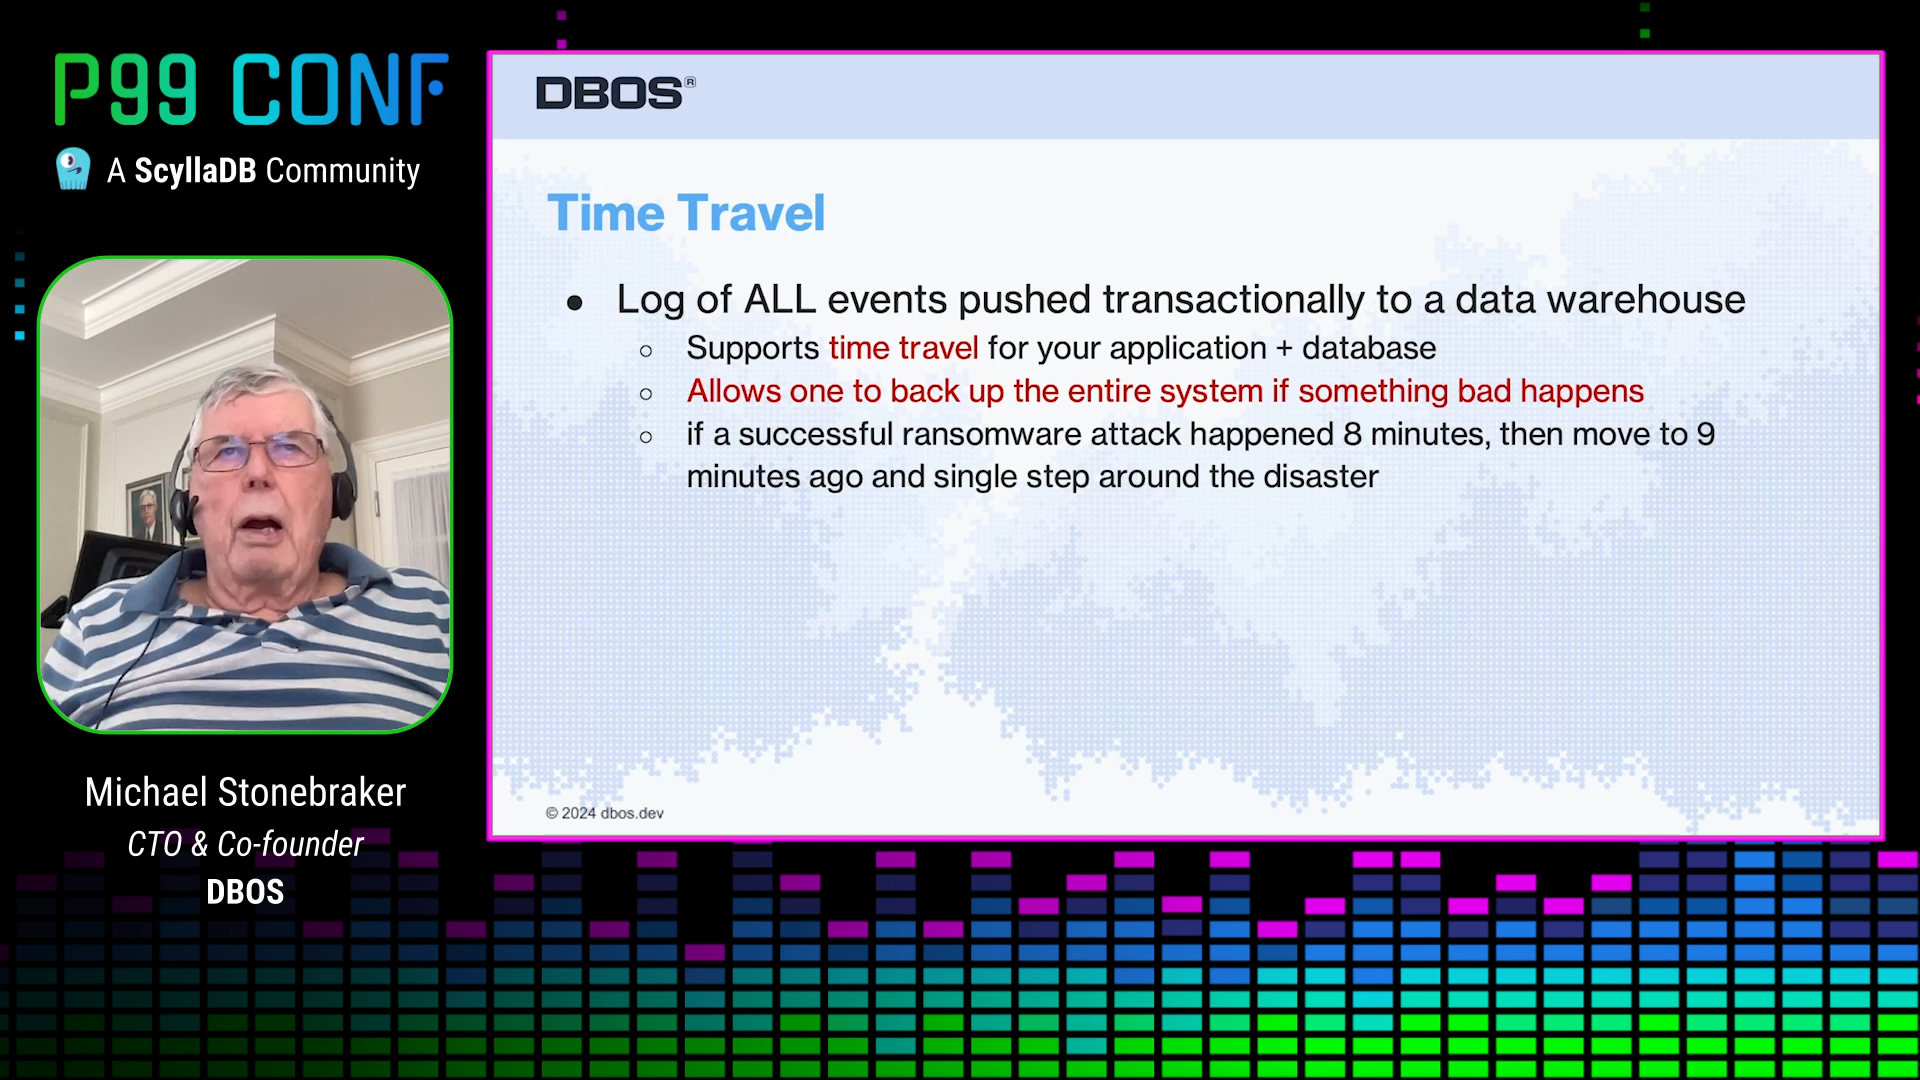 P99 CONF
A ScyllaDB Community
Michael Stonebraker
CTO & Co-founder
DBOS
DBOS®
Time Travel
● Log of ALL events pushed transactionally to a data warehouse
○ Supports time travel for your application + database
○ Allows one to back up the entire system if something bad happens
○ if a successful ransomware attack happened 8 minutes, then move to 9
minutes ago and single step around the disaster
© 2024 dbos.dev